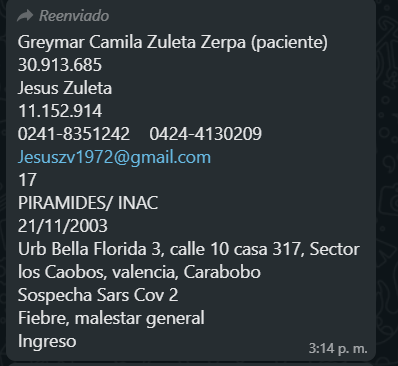 Reenviado
Greymar Camila Zuleta Zerpa (paciente)
30.913.685
Jesus Zuleta
11.152.914
0241-8351242 0424-4130209
Jesuszv1972@gmail.com
17
PIRAMIDES/ INAC
21/11/2003
Urb Bella Florida 3, calle 10 casa 317, Sector
los Caobos, valencia, Carabobo
Sospecha Sars Cov 2
Fiebre, malestar general
Ingreso
3:14 p. m.